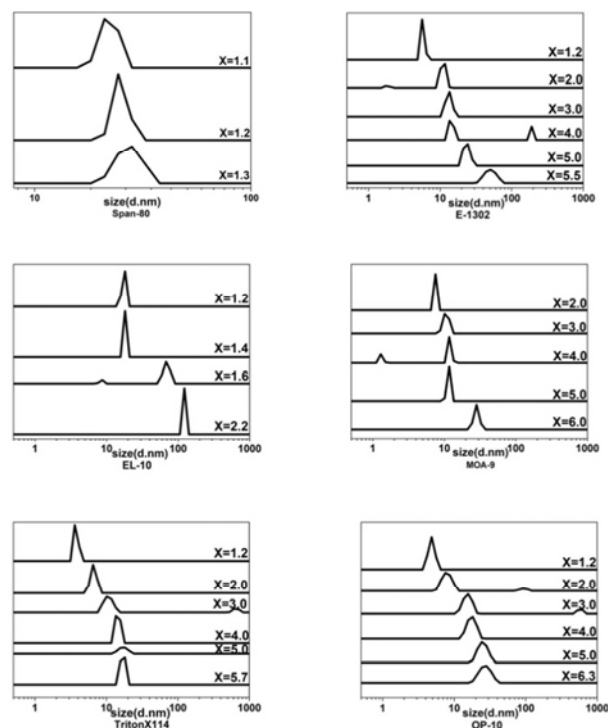 X=1.1
X=1.2
X=1.3
10 100
size(d.nm)
Span-80
X=1.2
X=2.0
X=3.0
X=4.0
X=5.0
X=5.5
1 10 100 1000
size(d.nm)
E-1302
X=1.2
X=1.4
X=1.6
X=2.2
1 10 100 1000
size(d.nm)
EL-10
X=2.0
X=3.0
X=4.0
X=5.0
X=6.0
1 10 100 1000
size(d.nm)
MOA-9
X=1.2
X=2.0
X=3.0
X=4.0
X=5.0
X=5.7
1 10 100 1000
size(d.nm)
TritonX114
X=1.2
X=2.0
X=3.0
X=4.0
X=5.0
X=6.3
1 10 100 1000
size(d.nm)
OP-10